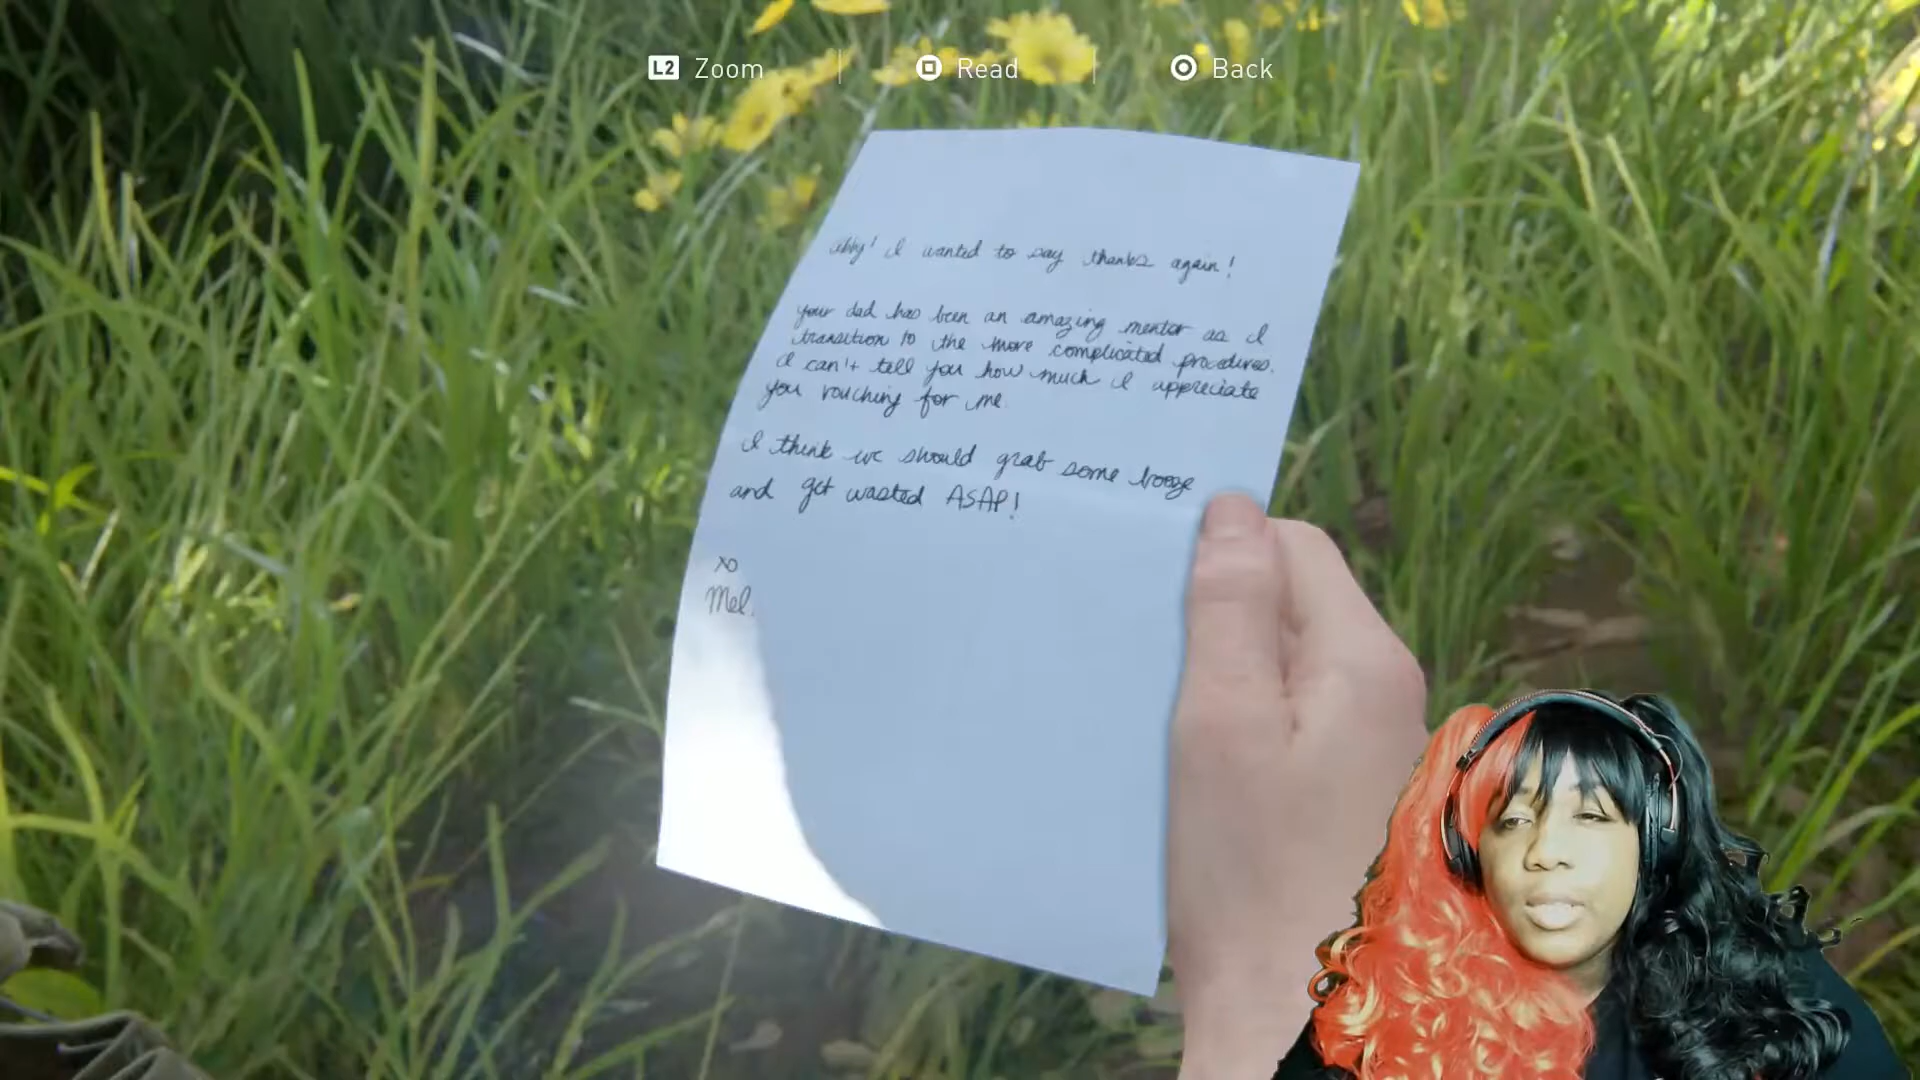 L2 Zoom | Read | Back
Abby! I wanted to say thanks again!
your dad has been an amazing mentor as I
transition to the more complicated procedures.
I can't tell you how much I appreciate
you vouching for me.
I think we should grab some booze
and get wasted ASAP!
xo
Mel.